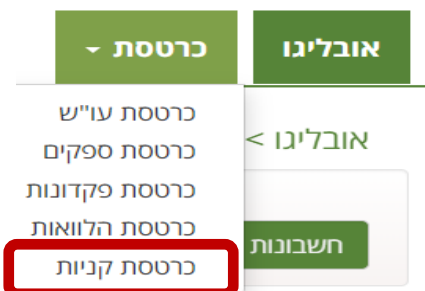 אובליגו
כרטסת
כרטסת עו"ש
כרטסת ספקים
כרטסת פקדונות
כרטסת הלוואות
כרטסת קניות
אובליגו >
חשבונות